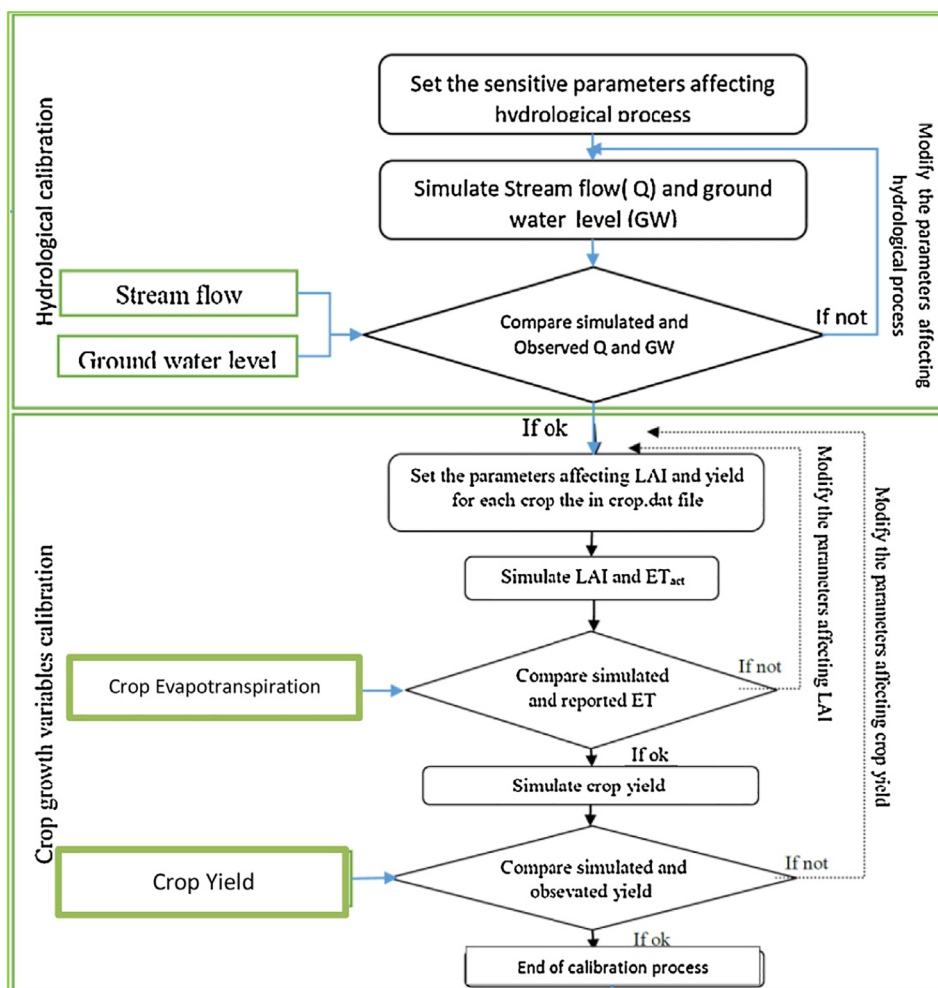 Hydrological calibration
Set the sensitive parameters affecting
hydrological process
Simulate Stream flow( Q) and ground
water level (GW)
Stream flow
Ground water level
Compare simulated and
Observed Q and GW
If not
Modify the parameters affecting
hydrological process
If ok
Crop growth variables calibration
Set the parameters affecting LAI and yield
for each crop the in crop.dat file
Simulate LAI and ETact
Crop Evapotranspiration
Compare simulated
and reported ET
If not
Modify the parameters affecting LAI
If ok
Simulate crop yield
Crop Yield
Compare simulated and
obsevated yield
If not
Modify the parameters affecting crop yield
If ok
End of calibration process